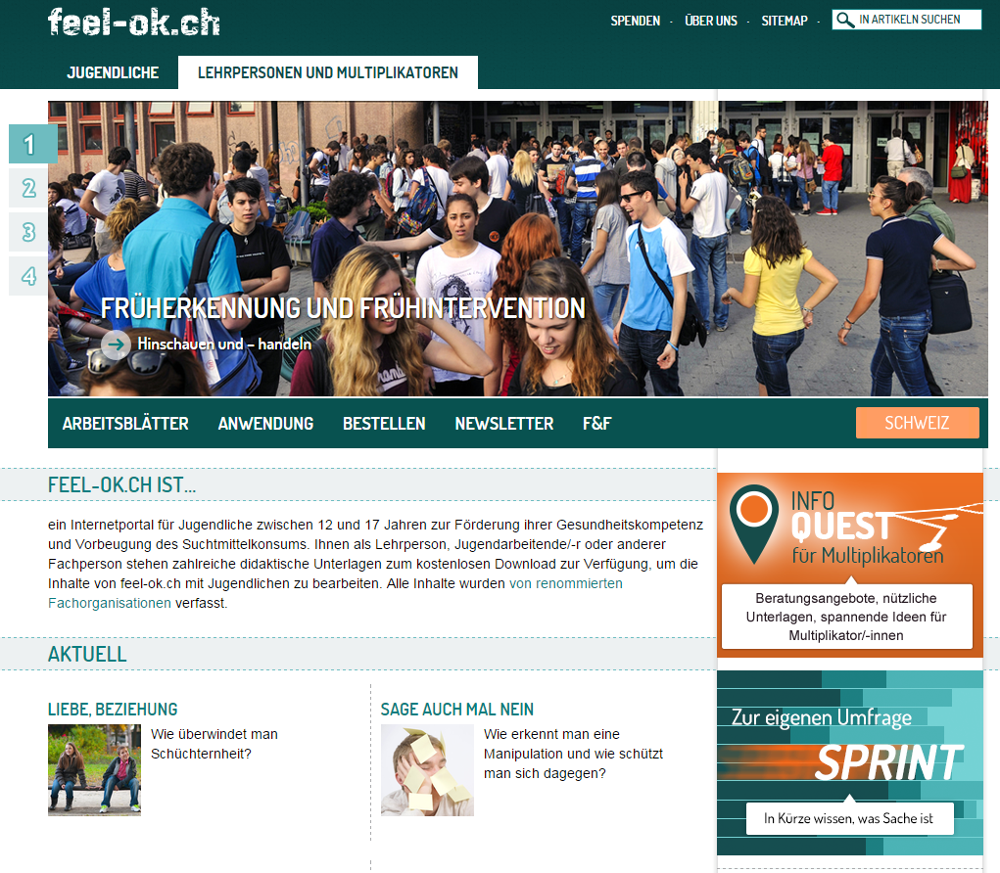 feel-ok.ch
SPENDEN · ÜBER UNS · SITEMAP · IN ARTIKELN SUCHEN
JUGENDLICHE LEHRPERSONEN UND MULTIPLIKATOREN
1
2
3
4
FRÜHERKENNUNG UND FRÜHINTERVENTION
Hinschauen und – handeln
ARBEITSBLÄTTER ANWENDUNG BESTELLEN NEWSLETTER F&F SCHWEIZ
FEEL-OK.CH IST...
ein Internetportal für Jugendliche zwischen 12 und 17 Jahren zur Förderung ihrer Gesundheitskompetenz
und Vorbeugung des Suchtmittelkonsums. Ihnen als Lehrperson, Jugendarbeitende/-r oder anderer
Fachperson stehen zahlreiche didaktische Unterlagen zum kostenlosen Download zur Verfügung, um die
Inhalte von feel-ok.ch mit Jugendlichen zu bearbeiten. Alle Inhalte wurden von renommierten
Fachorganisationen verfasst.
INFO
QUEST
für Multiplikatoren
Beratungsangebote, nützliche
Unterlagen, spannende Ideen für
Multiplikator/-innen
AKTUELL
LIEBE, BEZIEHUNG
Wie überwindet man
Schüchternheit?
SAGE AUCH MAL NEIN
Wie erkennt man eine
Manipulation und wie schützt
man sich dagegen?
Zur eigenen Umfrage
SPRINT
In Kürze wissen, was Sache ist